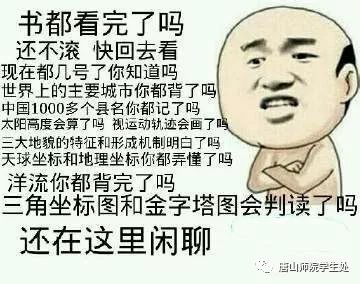 书都看完了吗
还不滚 快回去看
现在都几号了你知道吗
世界上的主要城市你都背了吗
中国1000多个县名你都记了吗
太阳高度会算了吗 视运动轨迹会画了吗
三大地貌的特征和形成机制明白了吗
天球坐标和地理坐标你都弄懂了吗
洋流你都背完了吗
三角坐标图和金字塔图会判读了吗
还在这里闲聊
唐山师院学生处